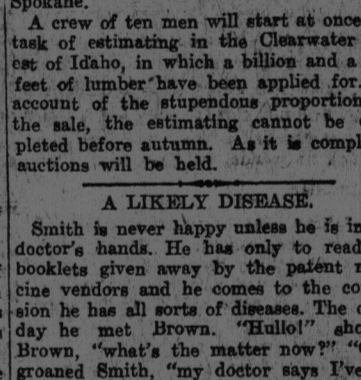 Spokane.
A crew of ten men will start at once
task of estimating in the Clearwater
est of Idaho, in which a billion and a
feet of lumber have been applied for.
account of the stupendous proportion
the sale, the estimating cannot be
pleted before autumn. As it is compl
auctions will be held.
A LIKELY DISEASE.
Smith is never happy unless he is in
doctor's hands. He has only to read
booklets given away by the patent
cine vendors and he comes to the co
sion he has all sorts of diseases. The
day he met Brown. "Hullo!" sho
Brown, "what's the matter now?"
groaned Smith, "my doctor says I've